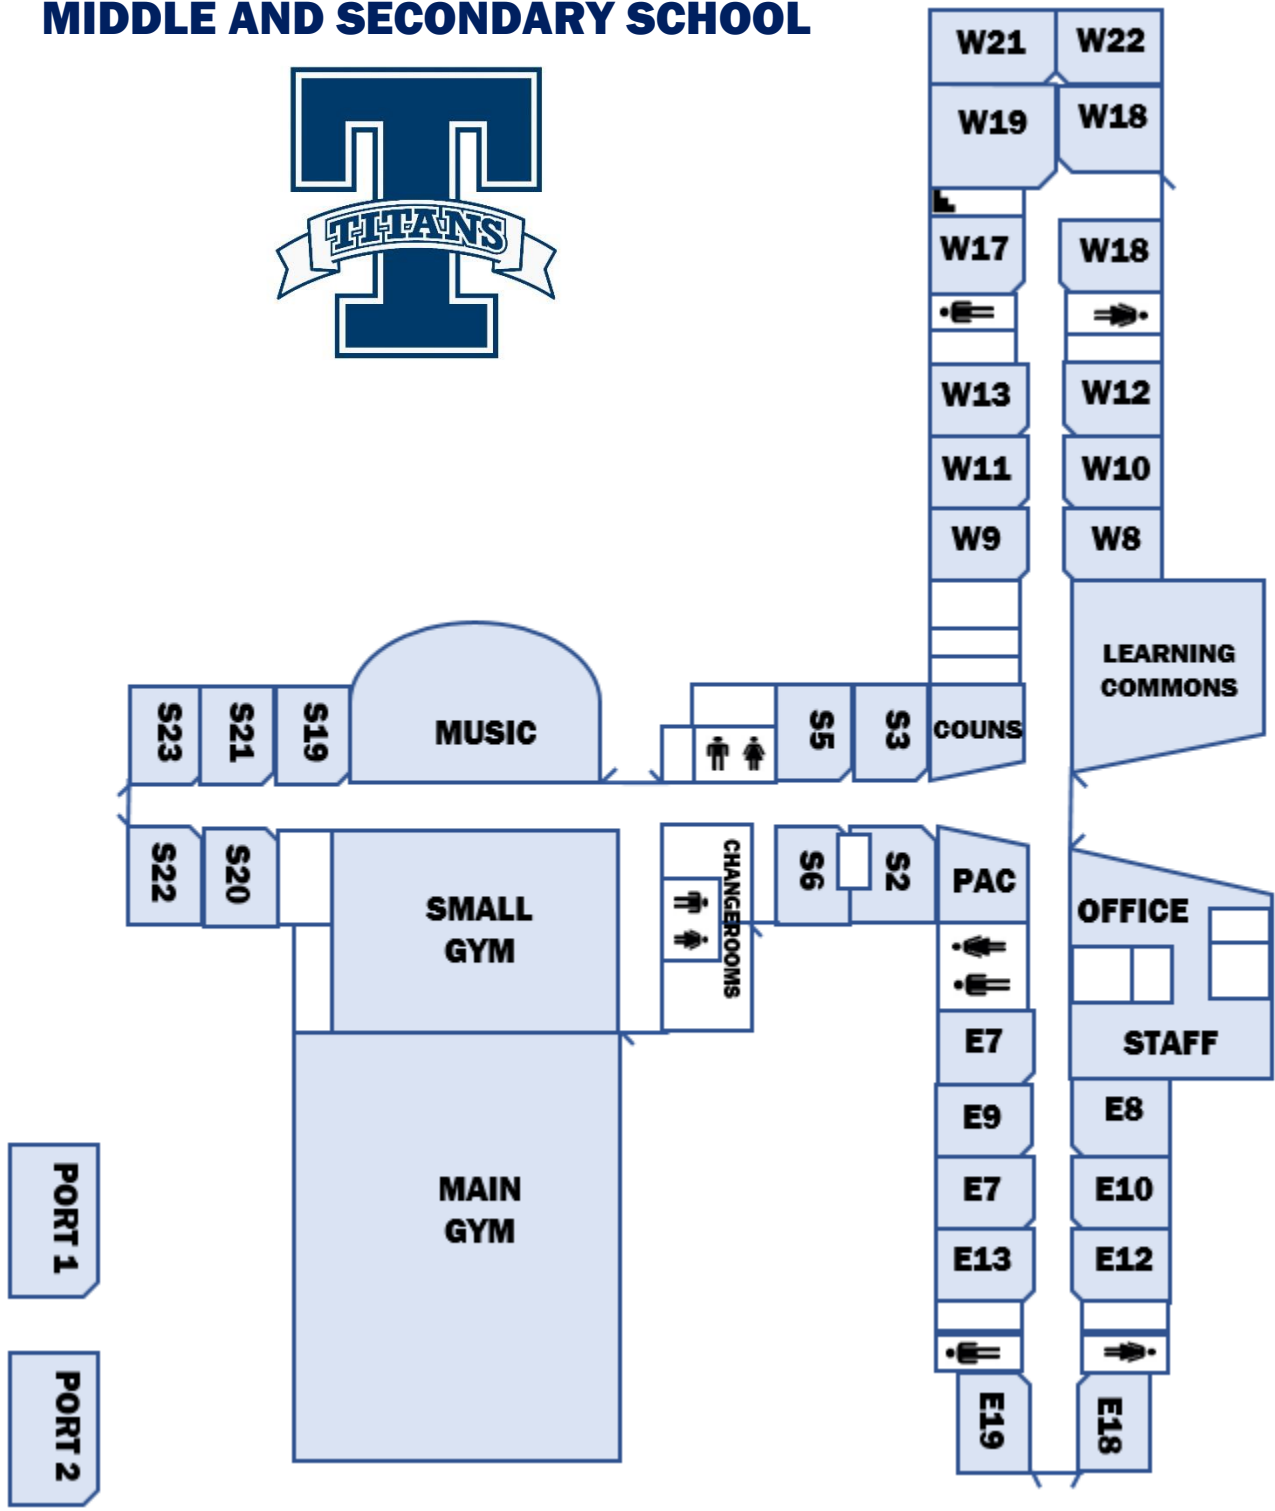 MIDDLE AND SECONDARY SCHOOL
TITANS
W21
W22
W19
W18
W17
W18
W13
W12
W11
W10
W9
W8
LEARNING
COMMONS
S23
S21
S19
MUSIC
S5
S3
COUNS
S22
S20
SMALL
GYM
CHANGEROOMS
S6
S2
PAC
OFFICE
STAFF
E7
E9
E8
E7
E10
E13
E12
E19
E18
MAIN
GYM
PORT 1
PORT 2